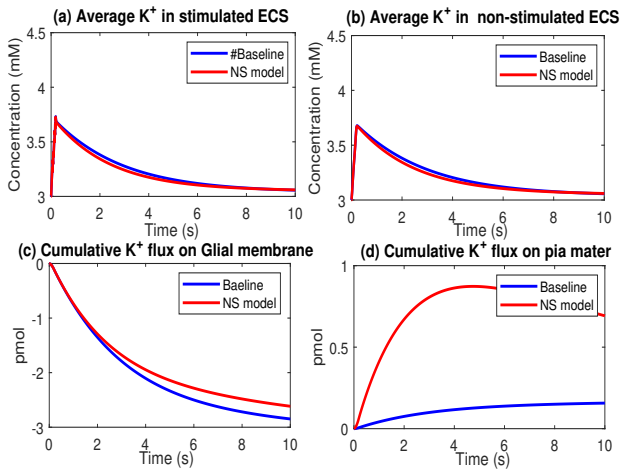 (a) Average K+ in stimulated ECS
Concentration (mM)
4
3.5
3
0 2 4 6 8 10
Time (s)
#Baseline
NS model
(b) Average K+ in non-stimulated ECS
Concentration (mM)
4
3.5
3
0 2 4 6 8 10
Time (s)
Baseline
NS model
(c) Cumulative K+ flux on Glial membrane
pmol
0
-1
-2
-3
0 2 4 6 8 10
Time (s)
Baeline
NS model
(d) Cumulative K+ flux on pia mater
pmol
1
0.5
0
0 2 4 6 8 10
Time (s)
Baseline
NS model